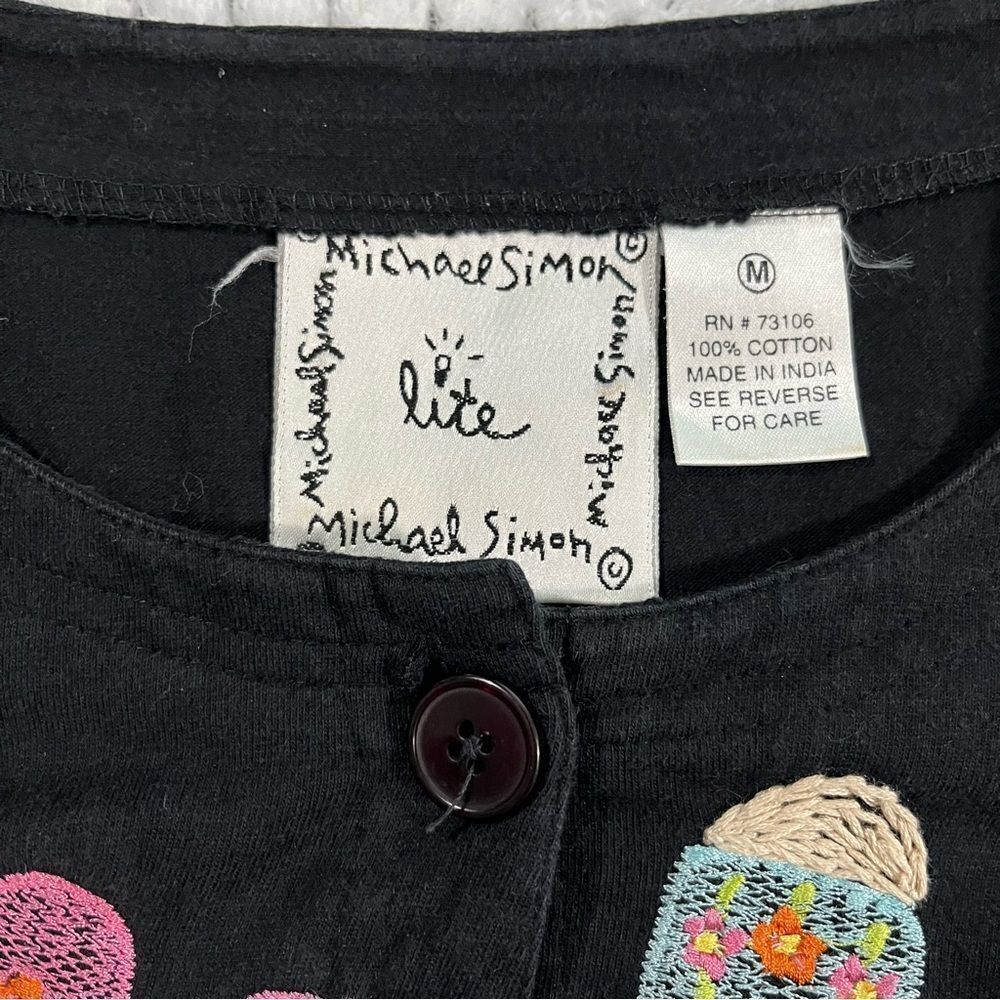 Michael Simon ©
Michael Simon
Michael Simon
lite
Michael Simon ©
M
RN # 73106
100% COTTON
MADE IN INDIA
SEE REVERSE
FOR CARE